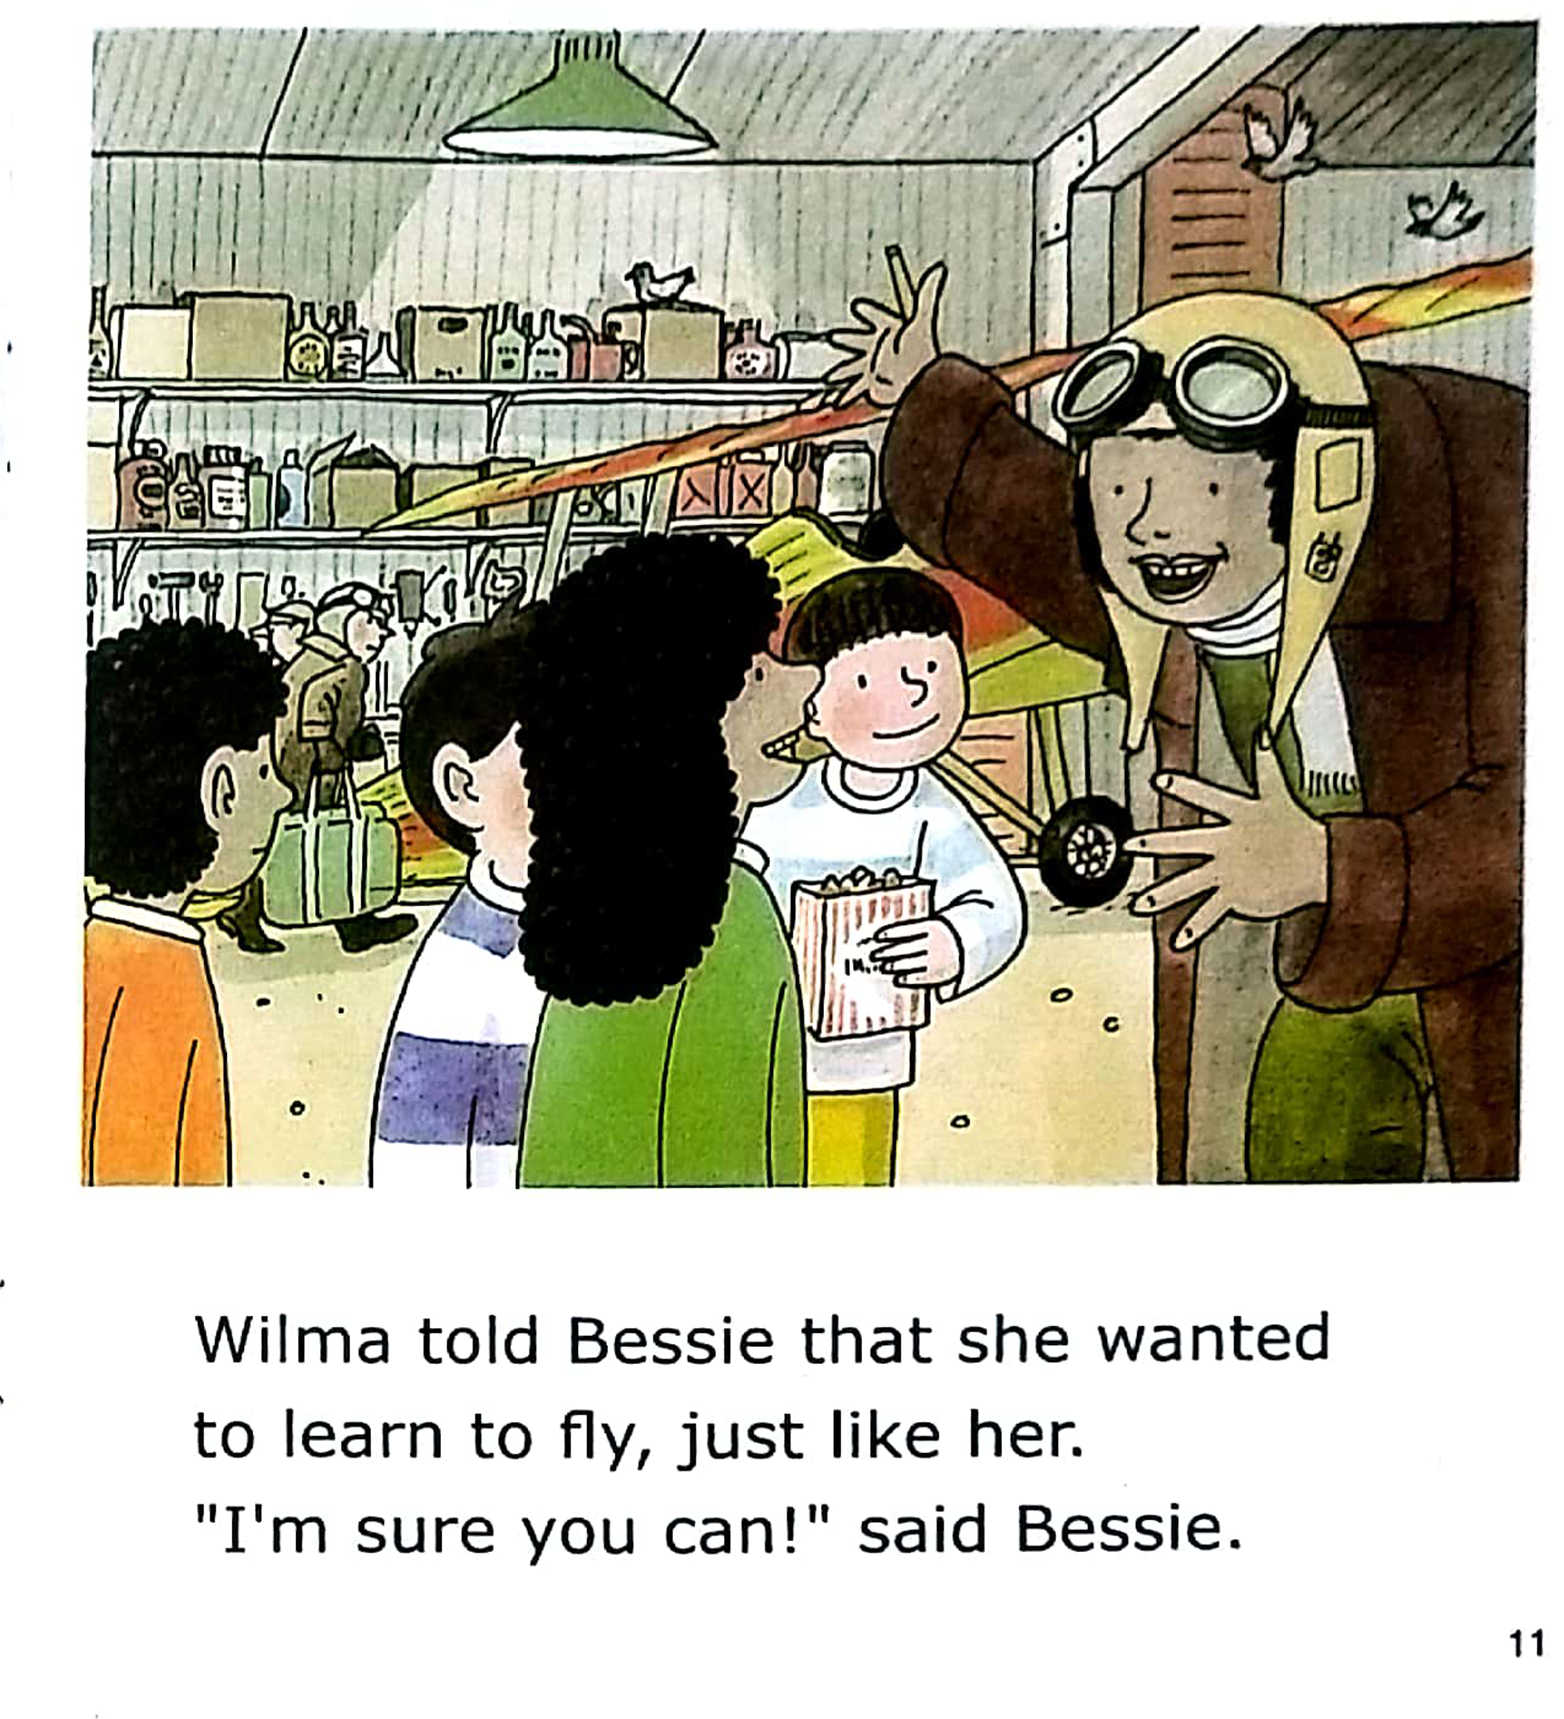 Wilma told Bessie that she wanted
to learn to fly, just like her.
"I'm sure you can!" said Bessie.
11